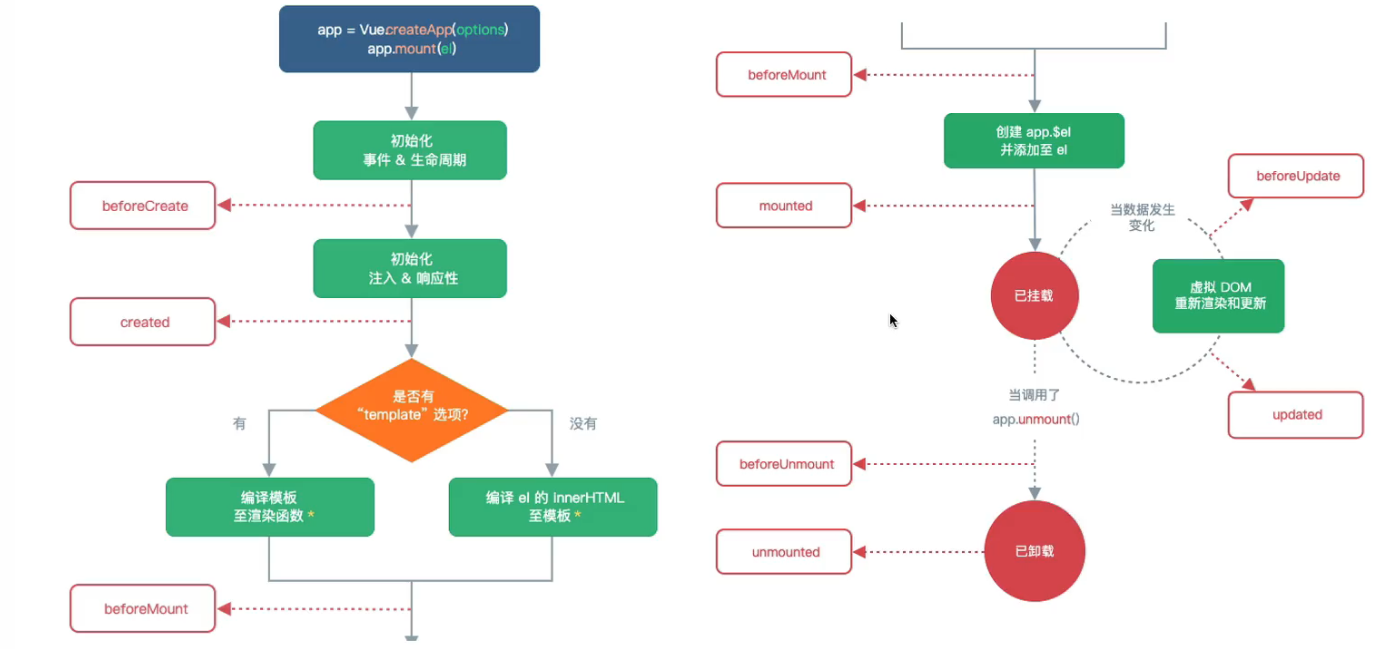 app = Vue.createApp(options)
app.mount(el)
初始化
事件 & 生命周期
beforeCreate
初始化
注入 & 响应性
created
是否有
“template” 选项?
有
没有
编译模板
至渲染函数 *
编译 el 的 innerHTML
至模板 *
beforeMount
beforeMount
创建 app.$el
并添加至 el
mounted
已挂载
当数据发生
变化
beforeUpdate
虚拟 DOM
重新渲染和更新
updated
当调用了
app.unmount()
beforeUnmount
unmounted
已卸载